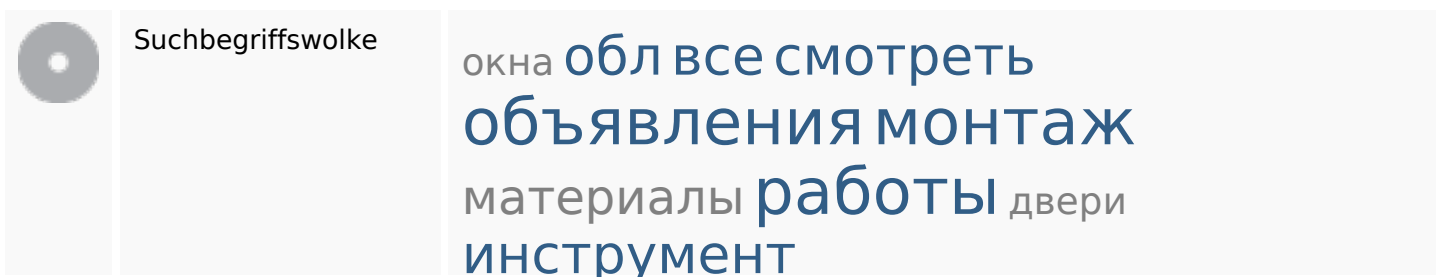 Suchbegriffswolke
окна обл все смотреть
объявления монтаж
материалы работы двери
инструмент